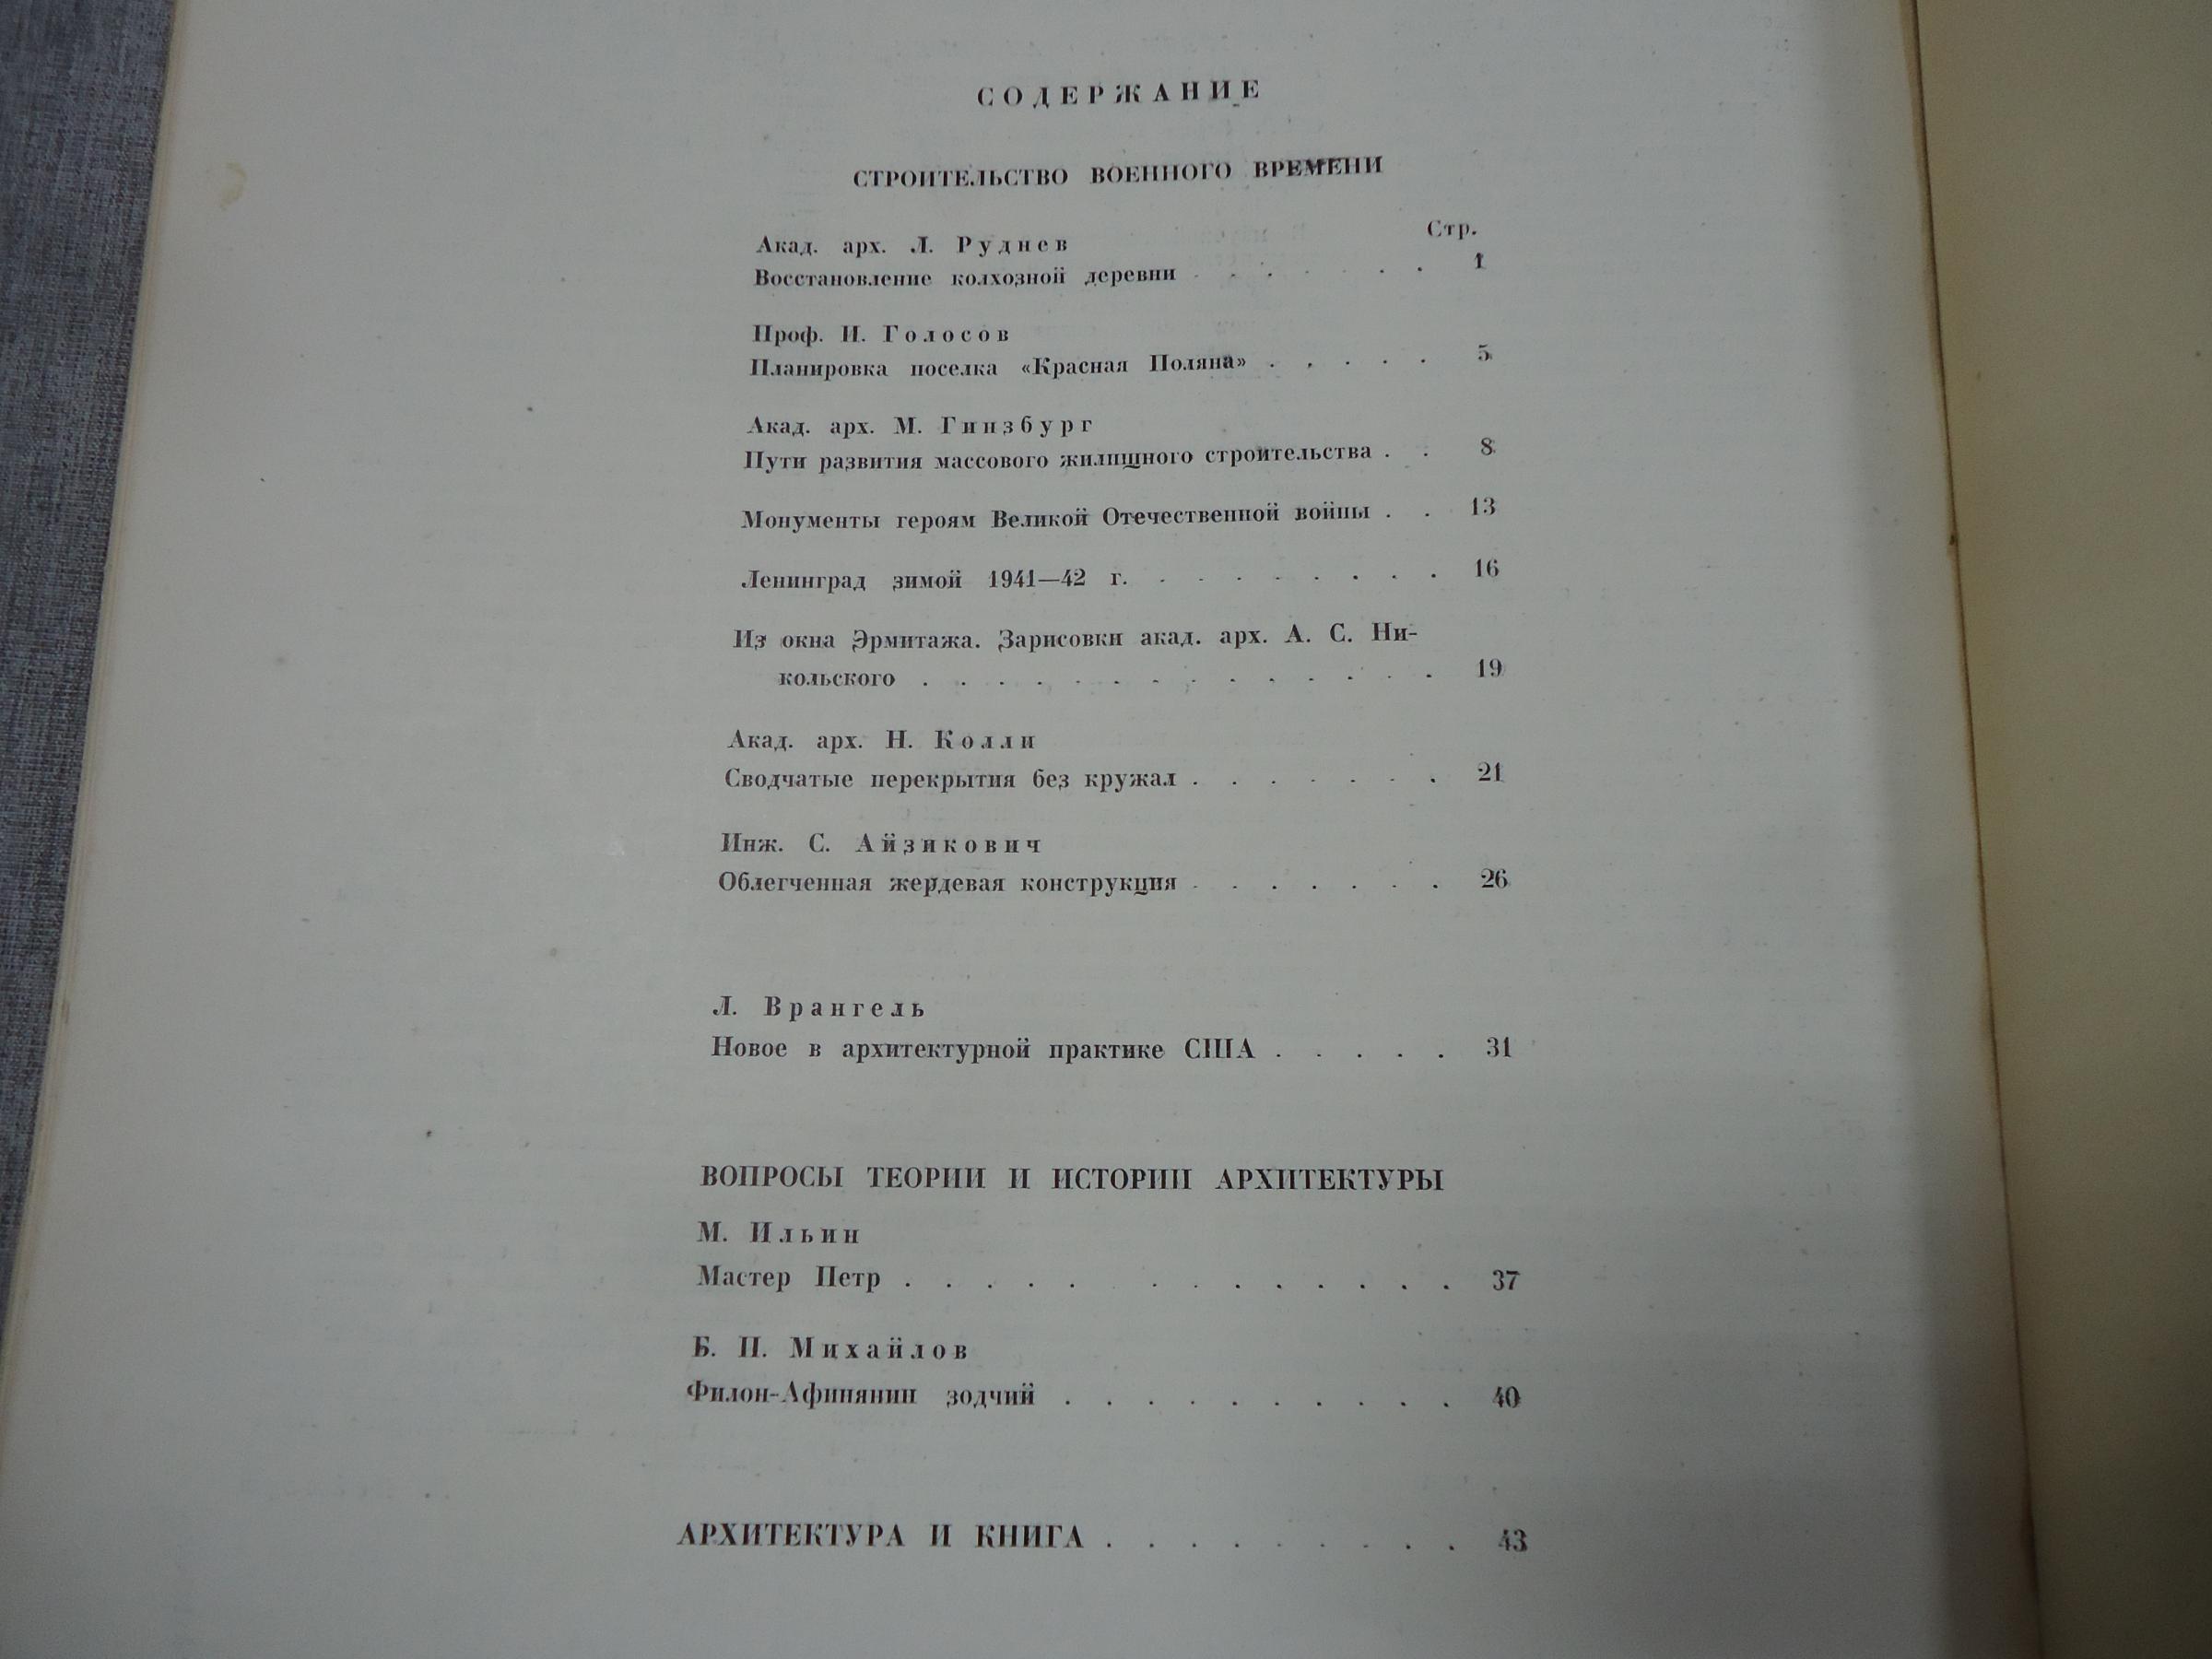 СОДЕРЖАНИЕ
СТРОИТЕЛЬСТВО ВОЕННОГО ВРЕМЕНИ
Стр.
Акад. арх. Л. Руднев
Восстановление колхозной деревни . . . . . . 1
Проф. И. Голосов
Планировка поселка «Красная Поляна» . . . . . 5
Акад. арх. М. Гинзбург
Пути развития массового жилищного строительства . . 8
Монументы героям Великой Отечественной войны . . 13
Ленинград зимой 1941—42 г. . . . . . . . . 16
Из окна Эрмитажа. Зарисовки акад. арх. А. С. Ни-
кольского . . . . . . . . . . . . . . 19
Акад. арх. Н. Колли
Сводчатые перекрытия без кружал . . . . . . . 21
Инж. С. Айзикович
Облегченная жердевая конструкция . . . . . . . 26
Л. Врангель
Новое в архитектурной практике США . . . . . 31
ВОПРОСЫ ТЕОРИИ И ИСТОРИИ АРХИТЕКТУРЫ
М. Ильин
Мастер Петр . . . . . . . . . . . . . 37
Б. П. Михайлов
Филон-Афинянин зодчий . . . . . . . . . . 40
АРХИТЕКТУРА И КНИГА . . . . . . . . . 43